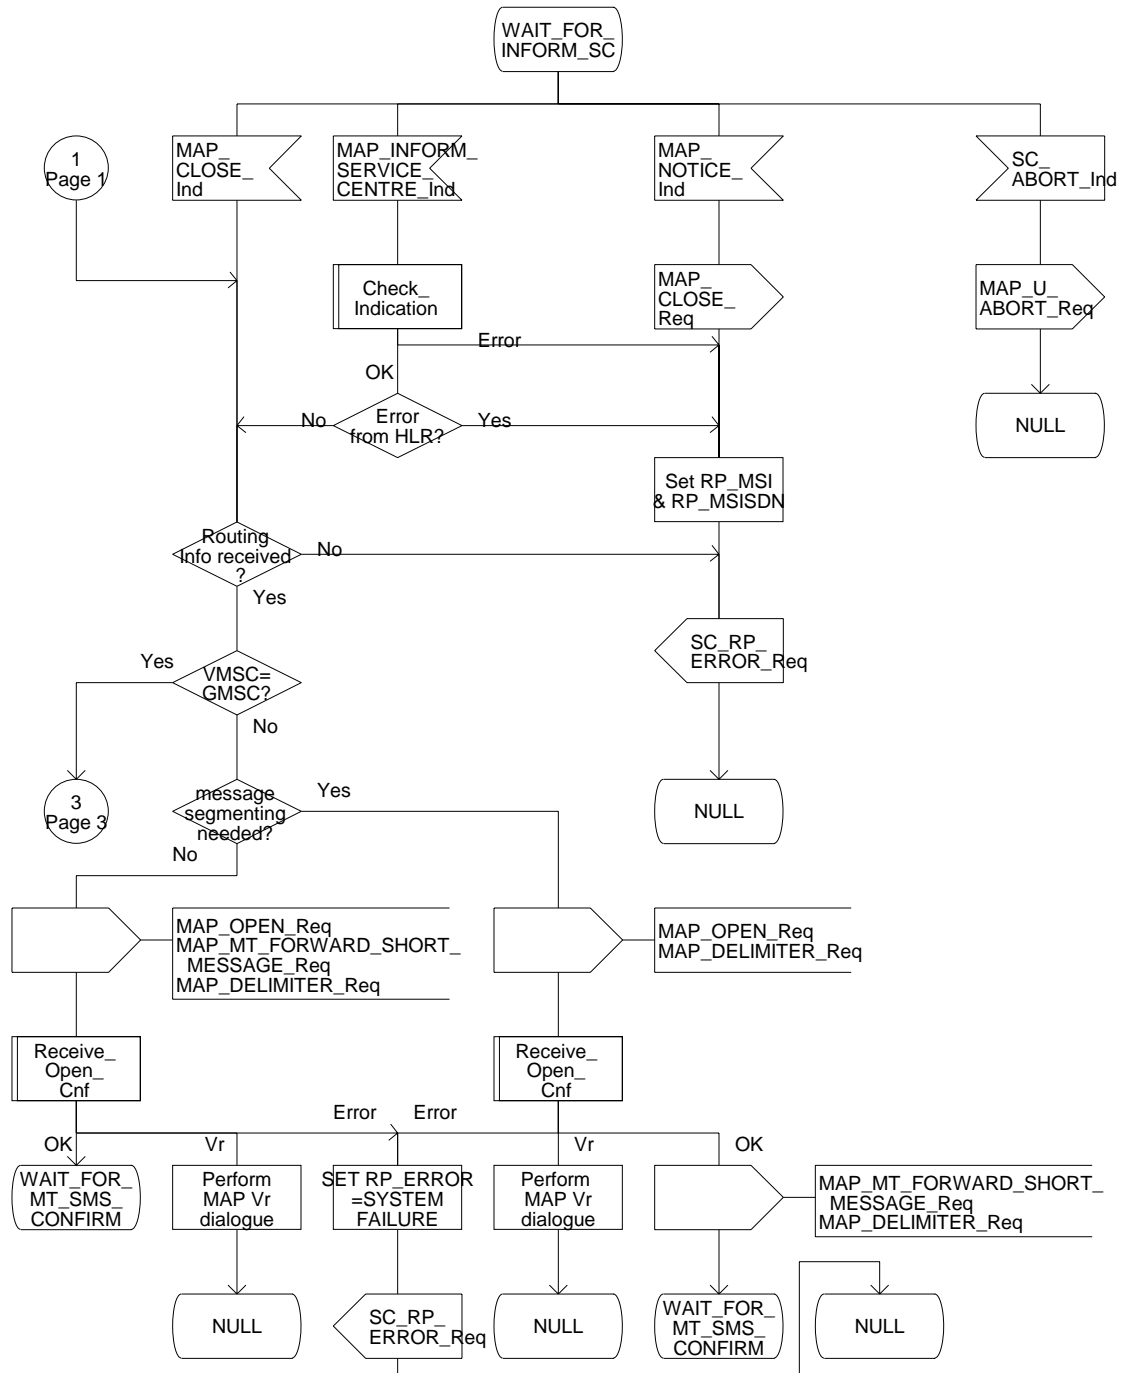 WAIT_FOR_
INFORM_SC
1
Page 1
MAP_
CLOSE_
Ind
MAP_INFORM_
SERVICE_
CENTRE_Ind
MAP_
NOTICE_
Ind
SC_
ABORT_Ind
Check_
Indication
MAP_
CLOSE_
Req
MAP_U_
ABORT_Req
Error
OK
No
Error
from HLR?
Yes
NULL
Set RP_MSI
& RP_MSISDN
Routing
Info received
?
No
Yes
SC_RP_
ERROR_Req
Yes
VMSC=
GMSC?
No
3
Page 3
message
segmenting
needed?
Yes
NULL
No
MAP_OPEN_Req
MAP_MT_FORWARD_SHORT_
MESSAGE_Req
MAP_DELIMITER_Req
MAP_OPEN_Req
MAP_DELIMITER_Req
Receive_
Open_
Cnf
Receive_
Open_
Cnf
Error
Error
OK
Vr
Vr
OK
WAIT_FOR_
MT_SMS_
CONFIRM
Perform
MAP Vr
dialogue
SET RP_ERROR
=SYSTEM
FAILURE
Perform
MAP Vr
dialogue
MAP_MT_FORWARD_SHORT_
MESSAGE_Req
MAP_DELIMITER_Req
NULL
SC_RP_
ERROR_Req
NULL
WAIT_FOR_
MT_SMS_
CONFIRM
NULL